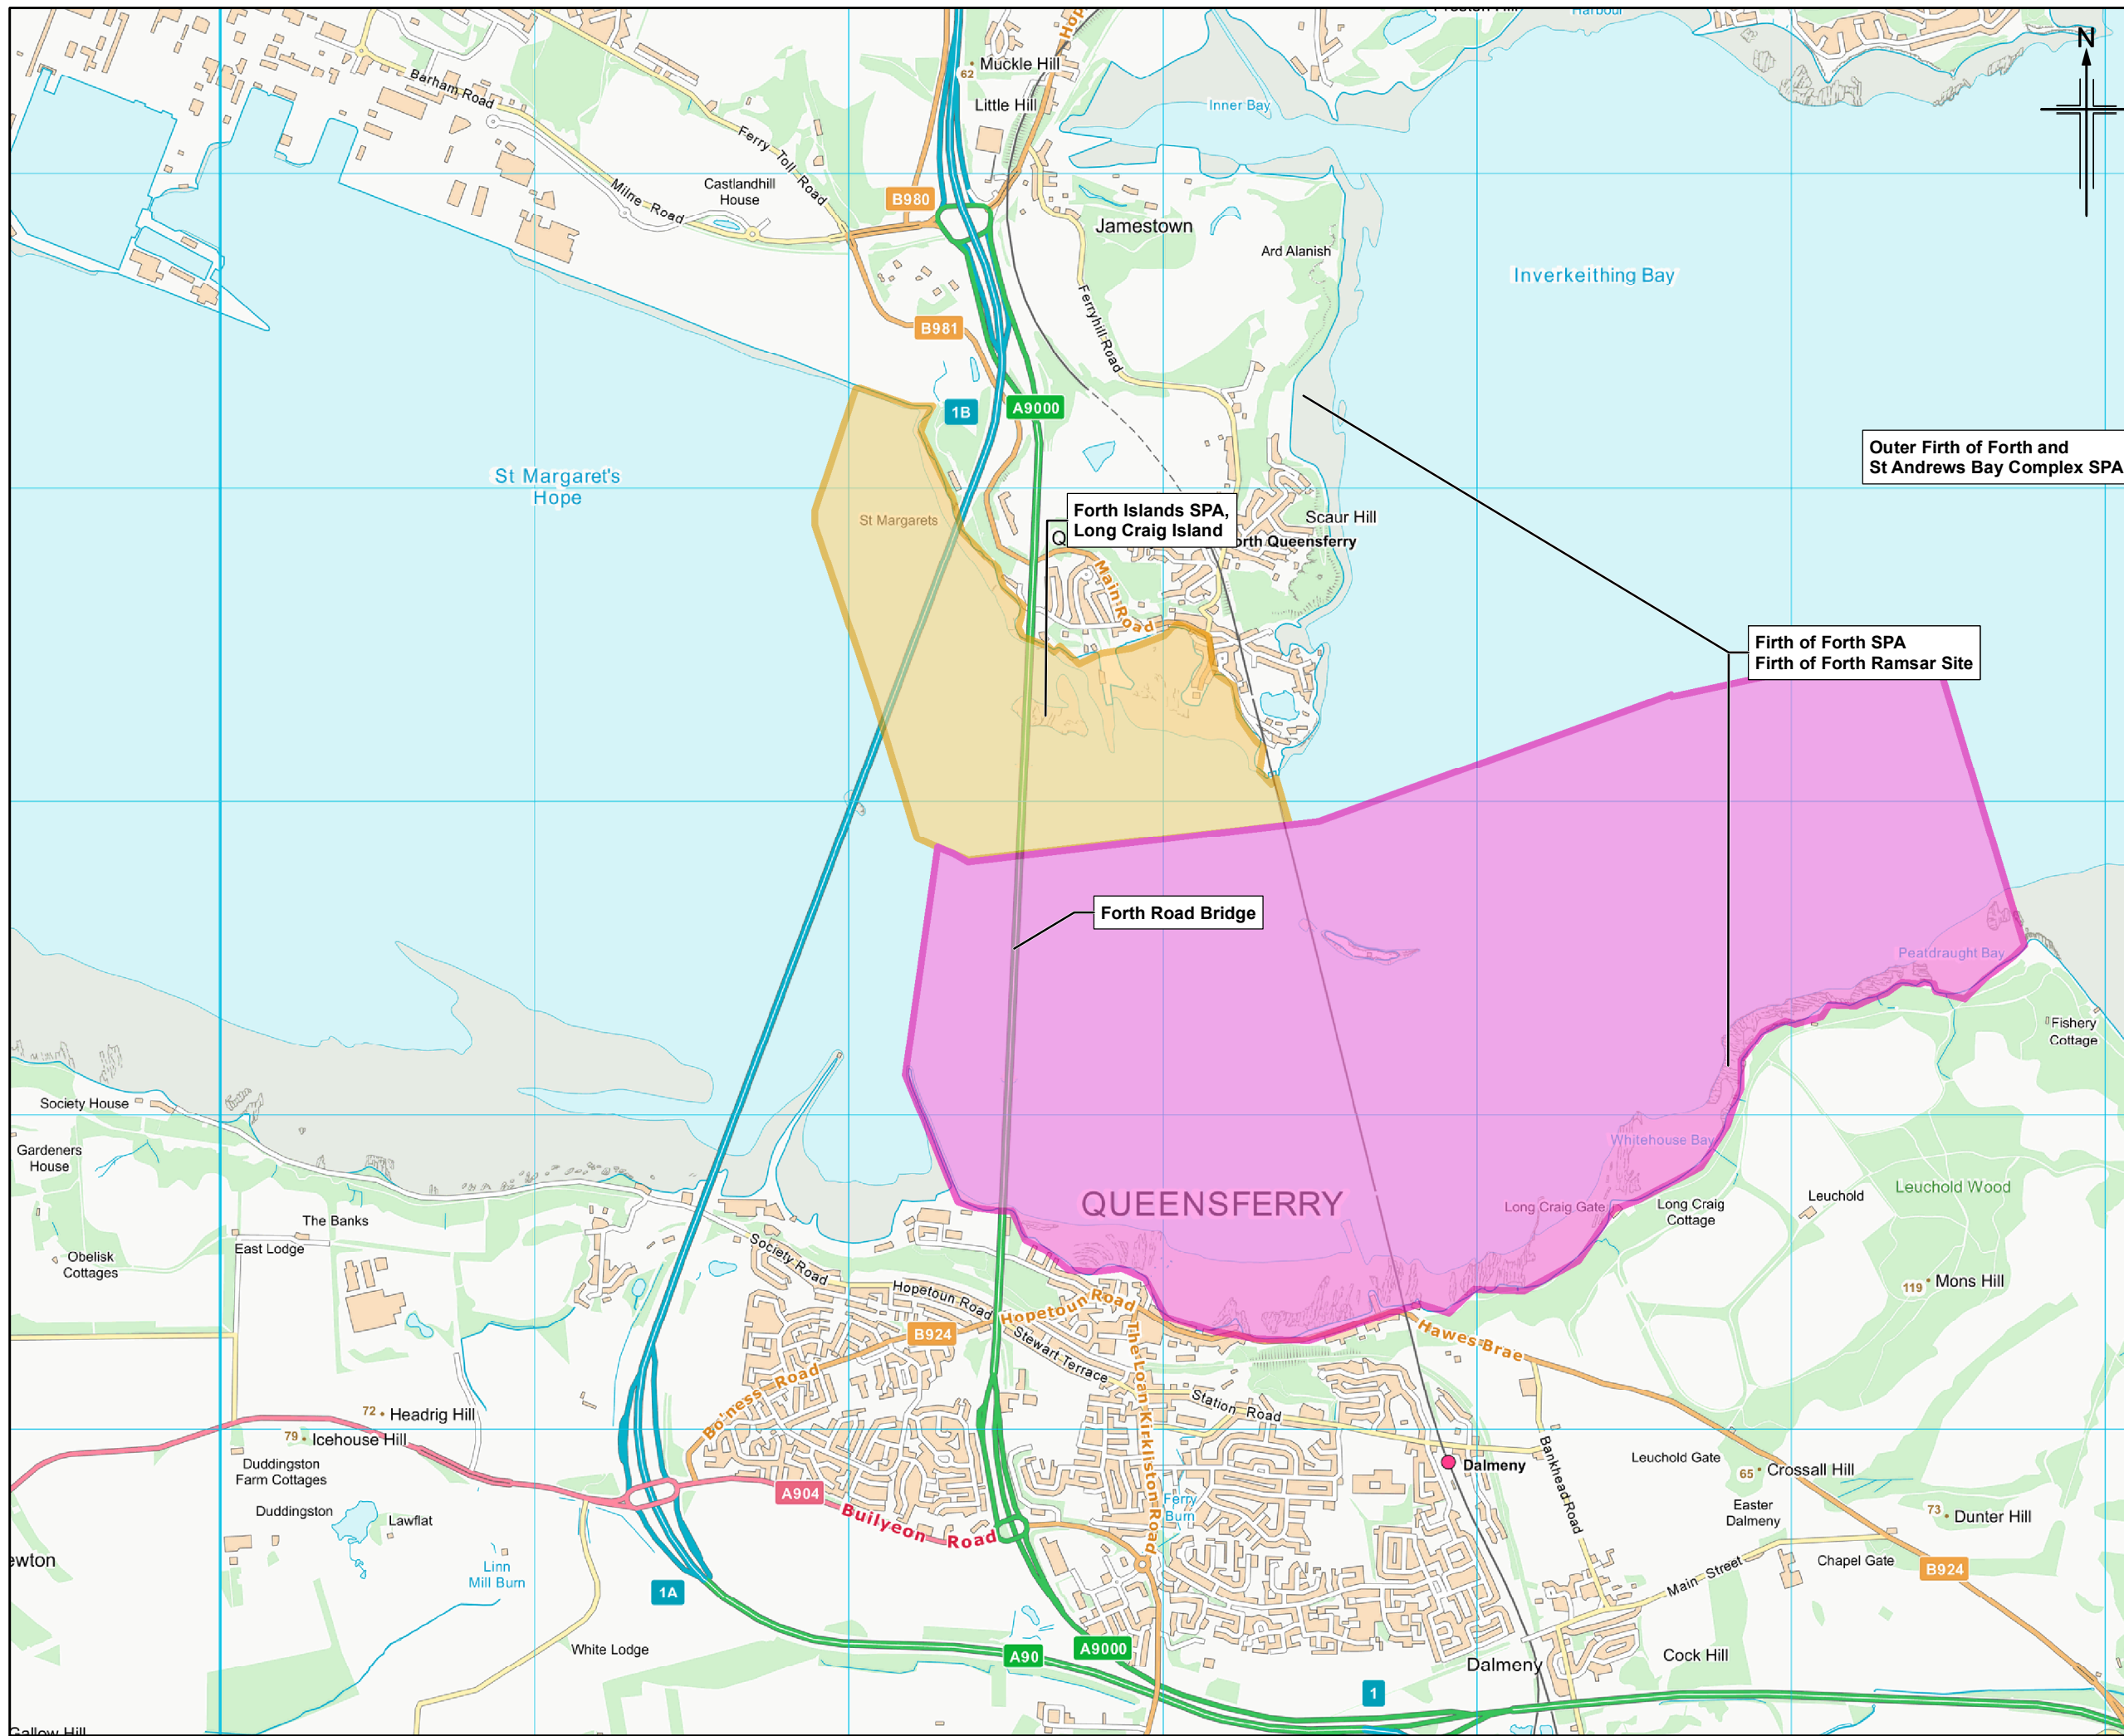 Harbour
N
Muckle Hill
62
Little Hill
Inner Bay
Barham Road
Ferry Toll Road
Castlandhill
House
Milne Road
B980
Jamestown
Ard Alanish
Inverkeithing Bay
Ferryhill Road
B981
1B
A9000
Outer Firth of Forth and
St Andrews Bay Complex SPA
St Margaret's
Hope
St Margarets
Forth Islands SPA,
Long Craig Island
Scaur Hill
orth Queensferry
Main Road
Firth of Forth SPA
Firth of Forth Ramsar Site
Forth Road Bridge
Peatdraught Bay
Fishery
Cottage
Society House
Gardeners
House
Whitehouse Bay
QUEENSFERRY
Long Craig Gate
Long Craig
Cottage
Leuchold
Leuchold Wood
The Banks
East Lodge
Obelisk
Cottages
Society Road
Hopetoun Road
Hopetoun Road
119
Mons Hill
B924
Stewart Terrace
The Loan
Kirkliston Road
Hawes Brae
Bo'ness Road
Station Road
72
Headrig Hill
79
Icehouse Hill
Duddingston
Farm Cottages
Duddingston
Lawflat
A904
Builyeon Road
Dalmeny
Bankhead Road
Leuchold Gate
65
Crossall Hill
Ferry
Burn
Easter
Dalmeny
73
Dunter Hill
ewton
Linn
Mill Burn
1A
Main Street
Chapel Gate
B924
White Lodge
A90
A9000
Dalmeny
Cock Hill
1
Gallow Hill